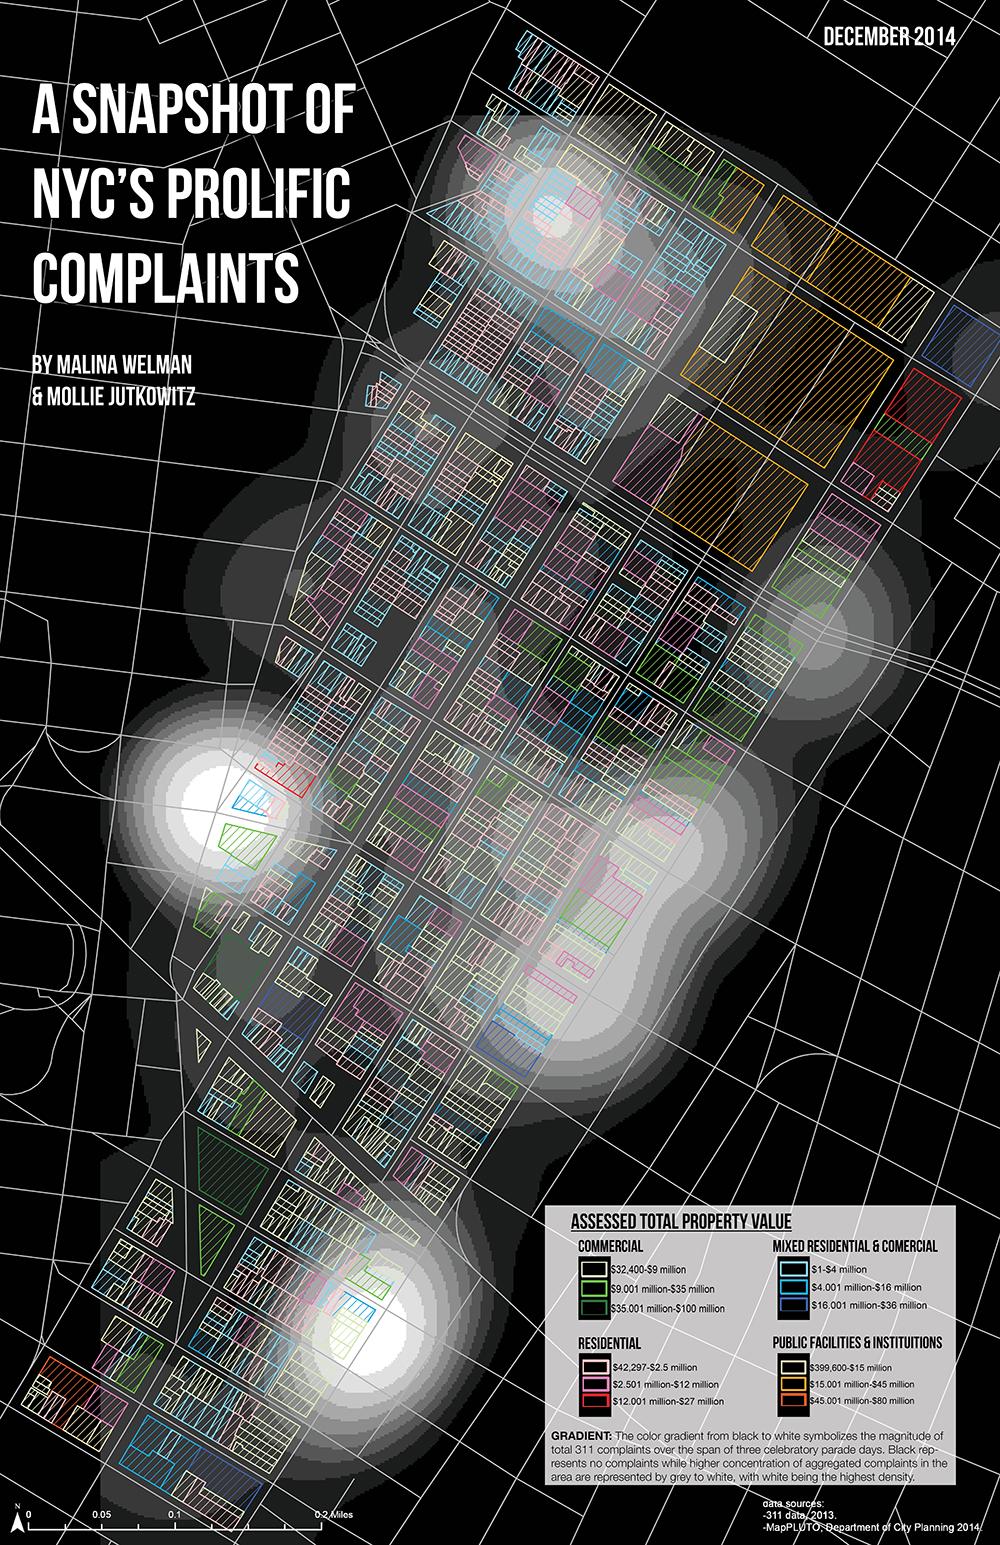 DECEMBER 2014
A SNAPSHOT OF
NYC'S PROLIFIC
COMPLAINTS
BY MALINA WELMAN
& MOLLIE JUTKOWITZ
ASSESSED TOTAL PROPERTY VALUE
COMMERCIAL
$32,400-$9 million
$9.001 million-$35 million
$35.001 million-$100 million
MIXED RESIDENTIAL & COMERCIAL
$1-$4 million
$4.001 million-$16 million
$16.001 million-$36 million
RESIDENTIAL
$42,297-$2.5 million
$2.501 million-$12 million
$12.001 million-$27 million
PUBLIC FACILITIES & INSTITUITIONS
$399,600-$15 million
$15.001 million-$45 million
$45.001 million-$80 million
GRADIENT: The color gradient from black to white symbolizes the magnitude of
total 311 complaints over the span of three celebratory parade days. Black rep-
resents no complaints while higher concentration of aggregated complaints in the
area are represented by grey to white, with white being the highest density.
N
0 0.05 0.1 0.2 Miles
data sources:
-311 data, 2013.
-MapPLUTO, Department of City Planning 2014.